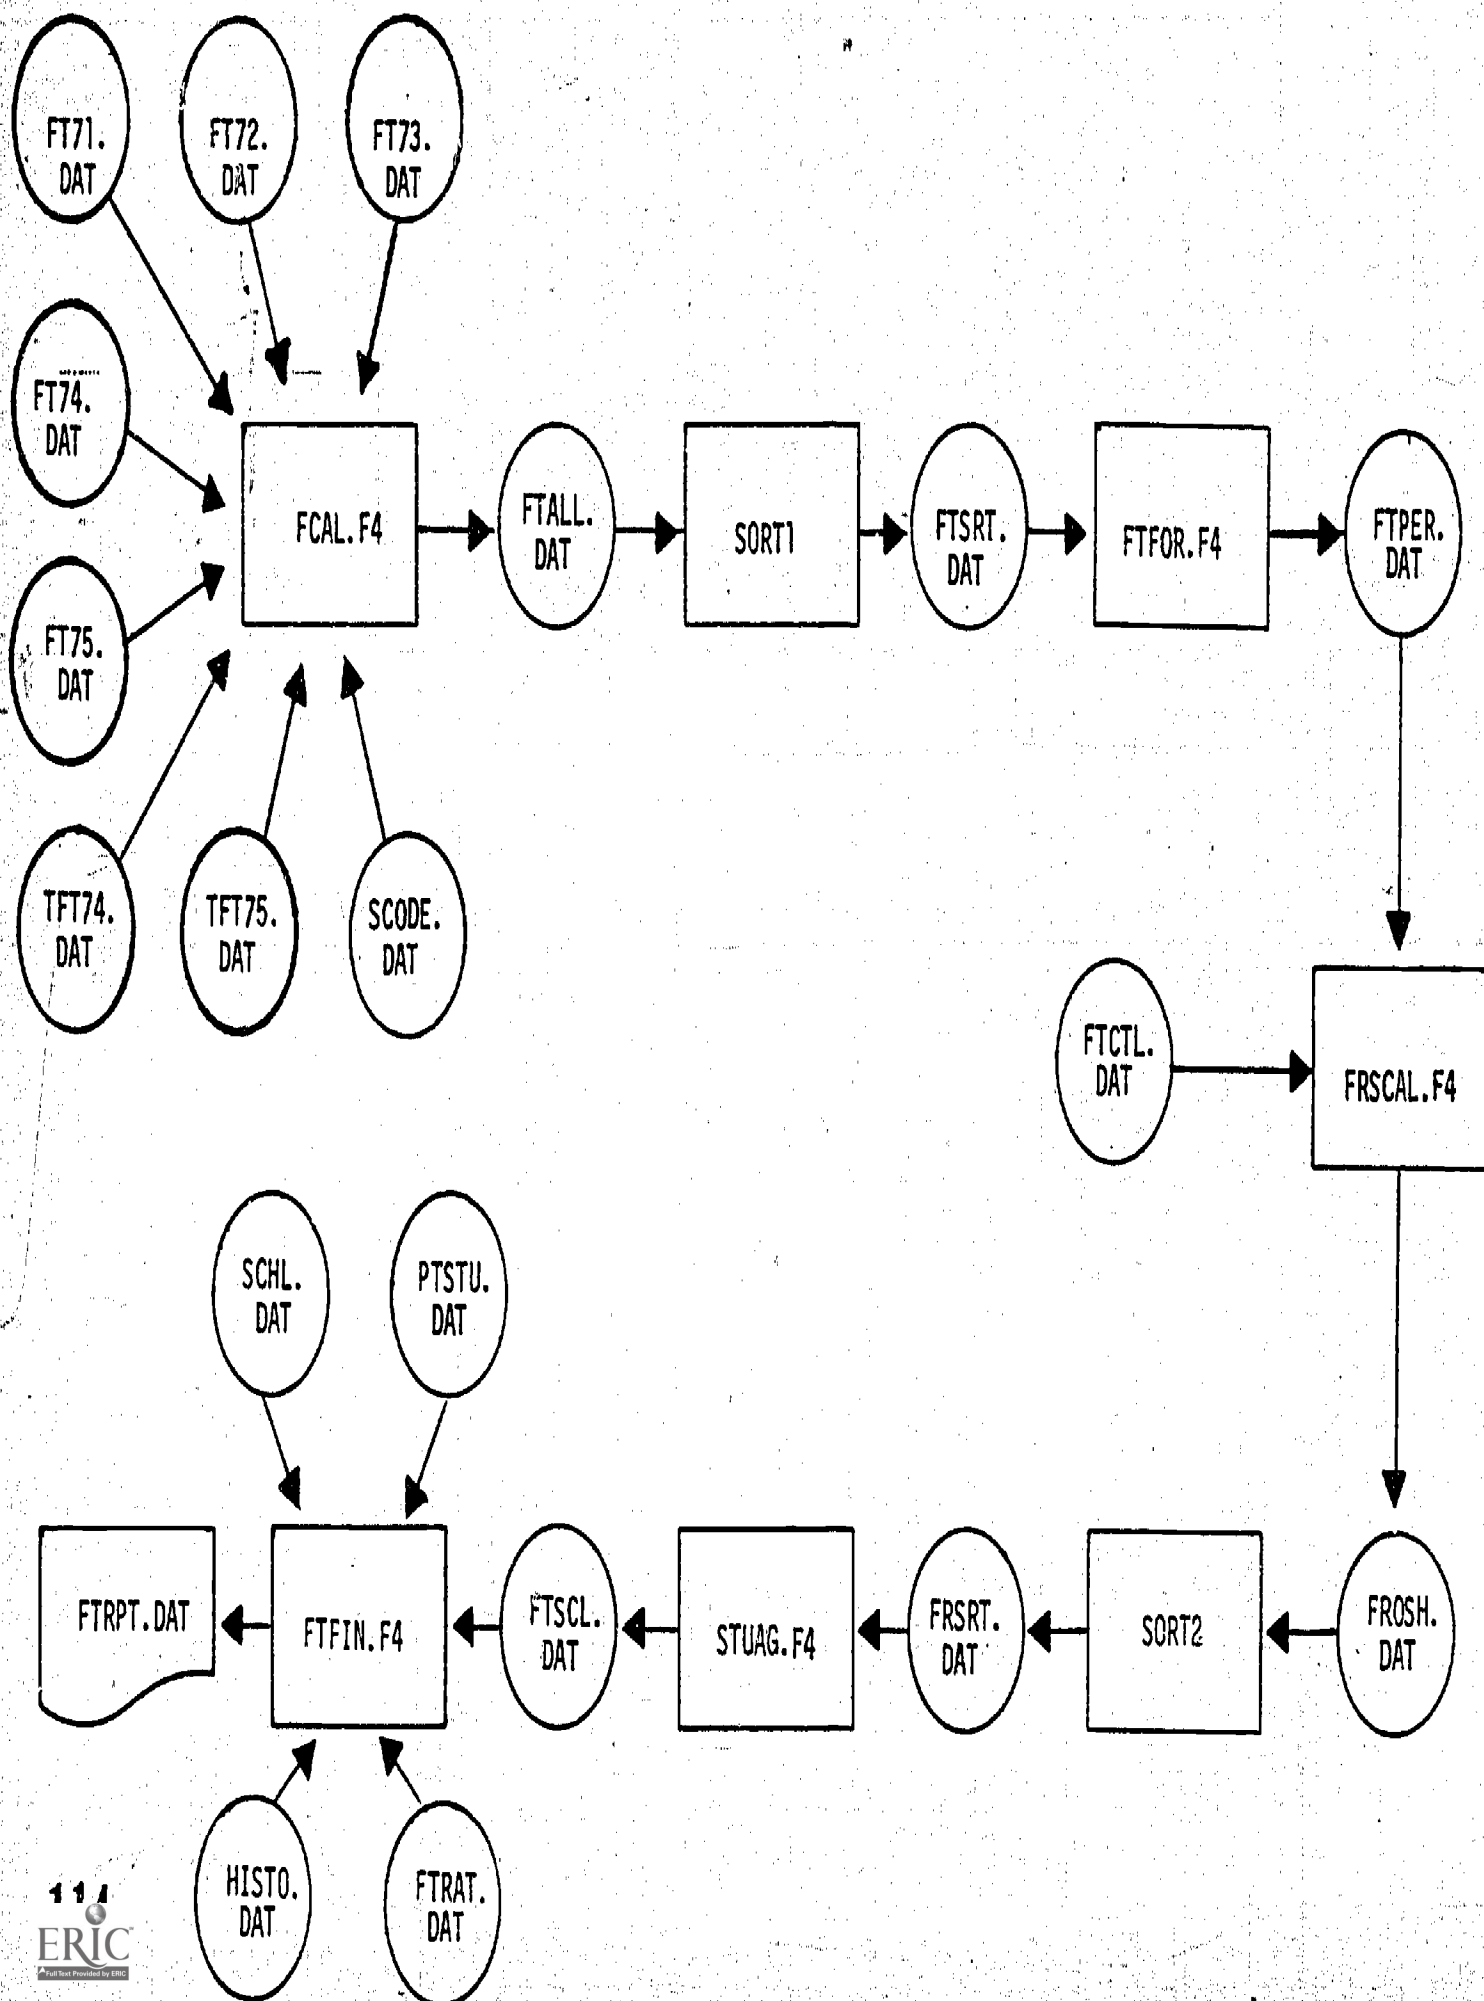 FT71.
DAT
FT72.
DAT
FT73.
DAT
FT74.
DAT
FCAL.F4
FTALL.
DAT
SORT1
FTSRT.
DAT
FTFOR.F4
FTPER.
DAT
FT75.
DAT
TFT74.
DAT
TFT75.
DAT
SCODE.
DAT
FTCTL.
DAT
FRSCAL.F4
SCHL.
DAT
PTSTU.
DAT
FTRPT.DAT
FTFIN.F4
FTSCL.
DAT
STUAG.F4
FRSRT.
DAT
SORT2
FROSH.
DAT
HISTO.
DAT
FTRAT.
DAT
114
ERIC
Full Text Provided by ERIC